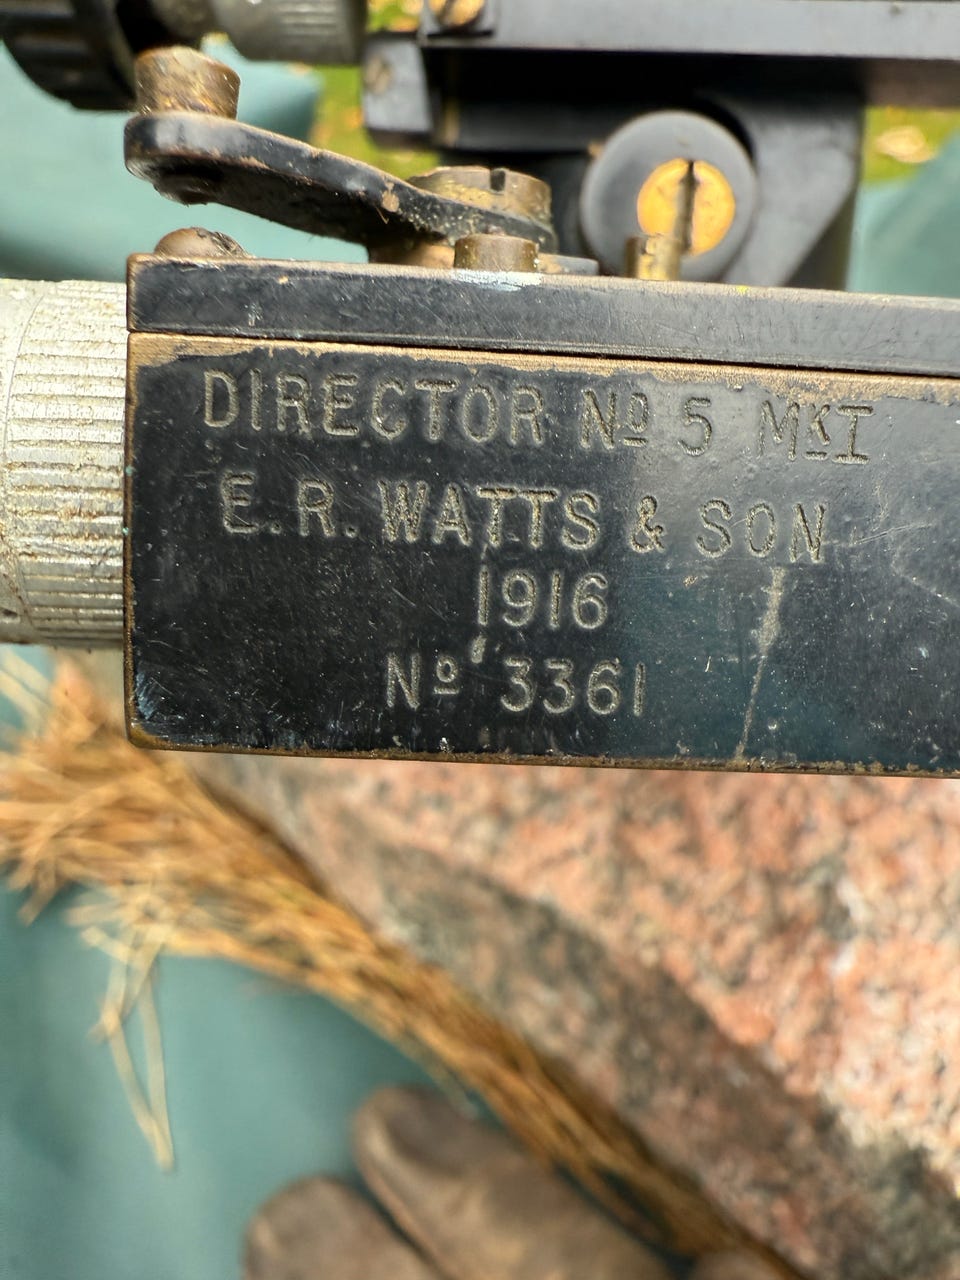 DIRECTOR Nº 5 MKI
E. R. WATTS & SON
1916
Nº 3361